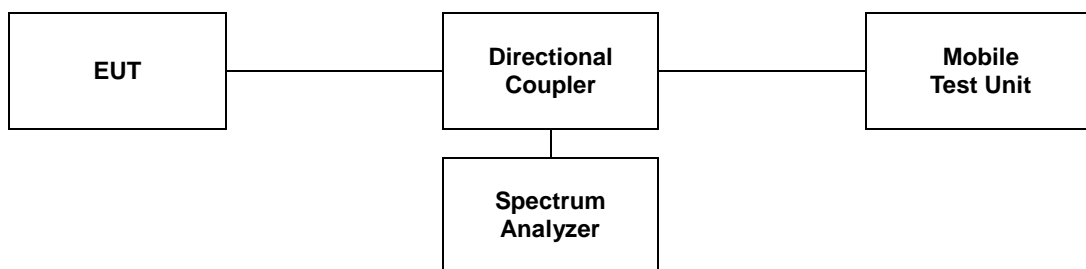 EUT
Directional
Coupler
Mobile
Test Unit
Spectrum
Analyzer